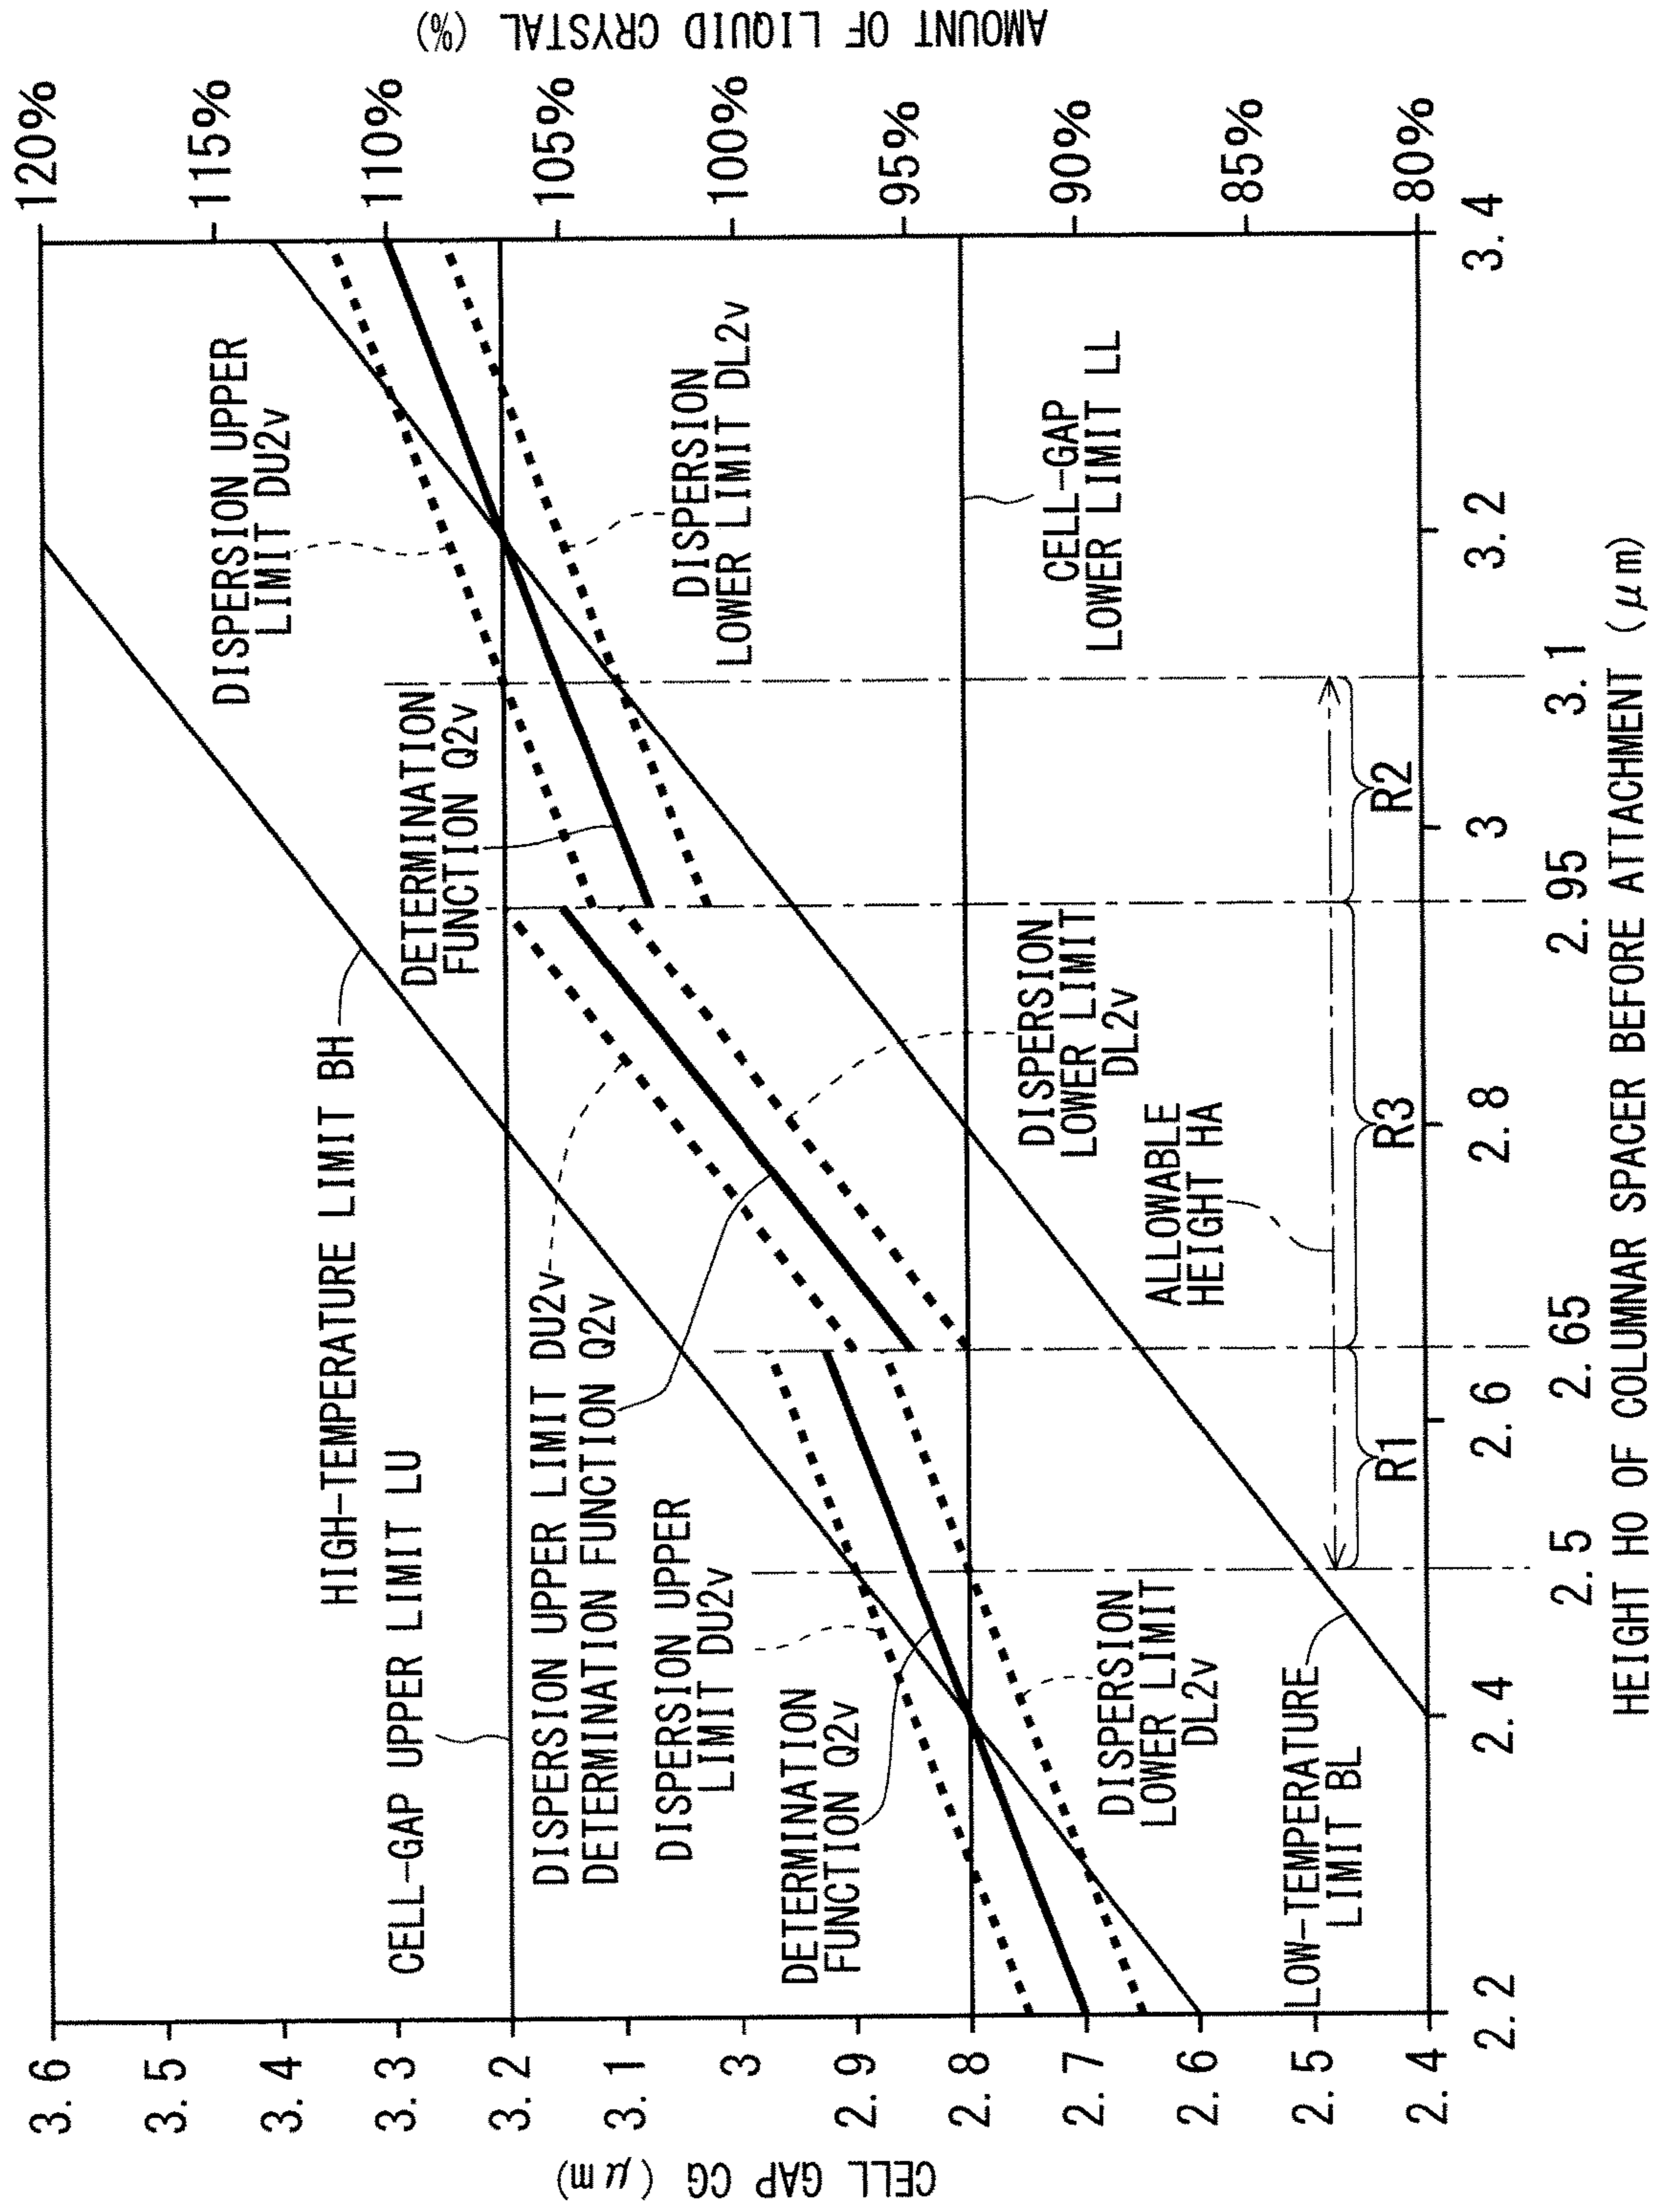 CELL GAP CG (μm)
3. 6
3. 5
3. 4
3. 3
3. 2
3. 1
3
2. 9
2. 8
2. 7
2. 6
2. 5
2. 4
HIGH-TEMPERATURE LIMIT BH
CELL-GAP UPPER LIMIT LU
DISPERSION UPPER LIMIT DU2v
DETERMINATION FUNCTION Q2v
DISPERSION UPPER
LIMIT DU2v
DETERMINATION
FUNCTION Q2v
DISPERSION
LOWER LIMIT
DL2v
LOW-TEMPERATURE
LIMIT BL
DETERMINATION
FUNCTION Q2v
DISPERSION
LOWER LIMIT
DL2v
ALLOWABLE
HEIGHT HA
DISPERSION UPPER
LIMIT DU2v
DISPERSION
LOWER LIMIT DL2v
CELL-GAP
LOWER LIMIT LL
R1
R3
R2
2. 2
2. 4
2. 5
2. 6
2. 65
2. 8
2. 95
3
3. 1
3. 2
3. 4
HEIGHT HO OF COLUMNAR SPACER BEFORE ATTACHMENT (μm)
120%
115%
110%
105%
100%
95%
90%
85%
80%
AMOUNT OF LIQUID CRYSTAL (%)